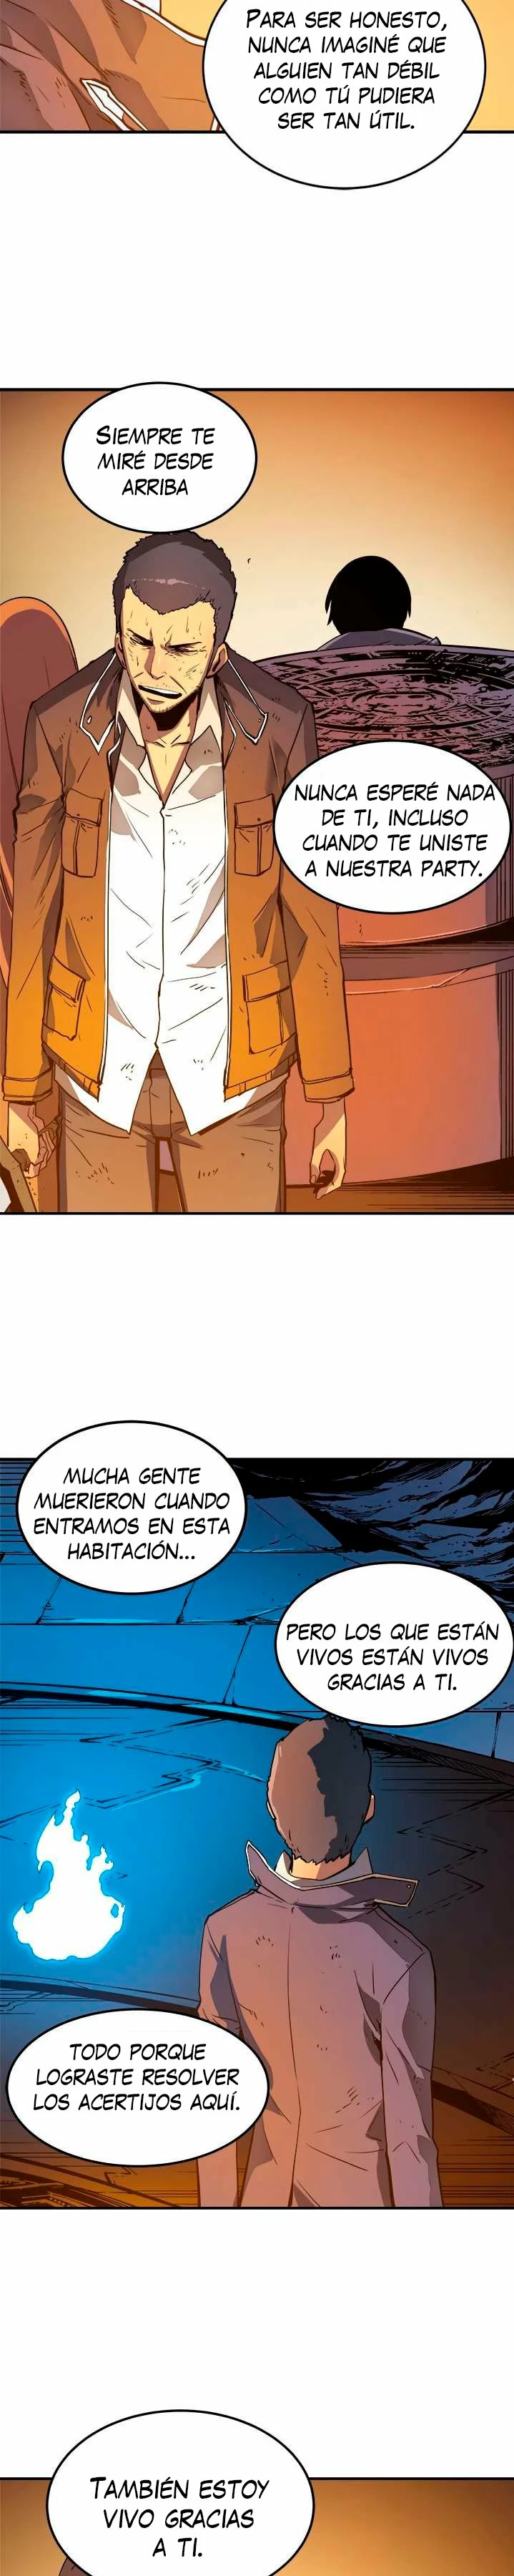 PARA SER HONESTO,
NUNCA IMAGINÉ QUE
ALGUIEN TAN DÉBIL
COMO TÚ PUDIERA
SER TAN ÚTIL.
SIEMPRE TE
MIRÉ DESDE
ARRIBA
NUNCA ESPERÉ NADA
DE TI, INCLUSO
CUANDO TE UNISTE
A NUESTRA PARTY.
MUCHA GENTE
MUERIERON CUANDO
ENTRAMOS EN ESTA
HABITACIÓN...
PERO LOS QUE ESTÁN
VIVOS ESTÁN VIVOS
GRACIAS A TI.
TODO PORQUE
LOGRASTE RESOLVER
LOS ACERTIJOS AQUÍ.
TAMBIÉN ESTOY
VIVO GRACIAS
A TI.